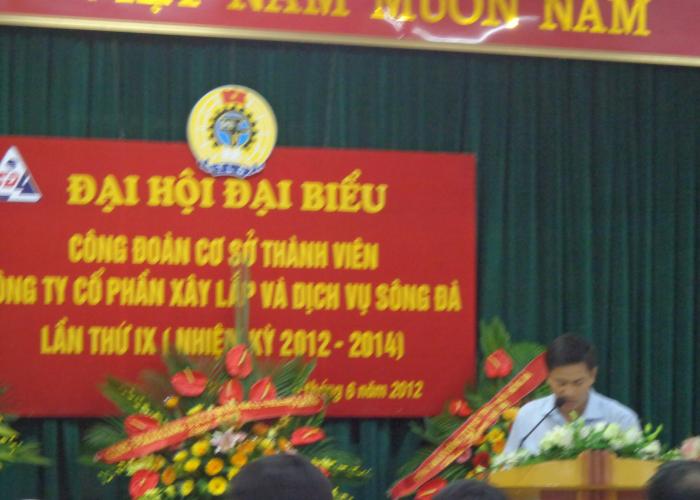 NAM MUÔN NĂM
ĐẠI HỘI ĐẠI BIỂU
CÔNG ĐOÀN CƠ SỞ THÀNH VIÊN
CÔNG TY CỔ PHẦN XÂY LẮP VÀ DỊCH VỤ SÔNG ĐÀ
LẦN THỨ IX ( NHIỆM KỲ 2012 - 2014)
tháng 6 năm 2012